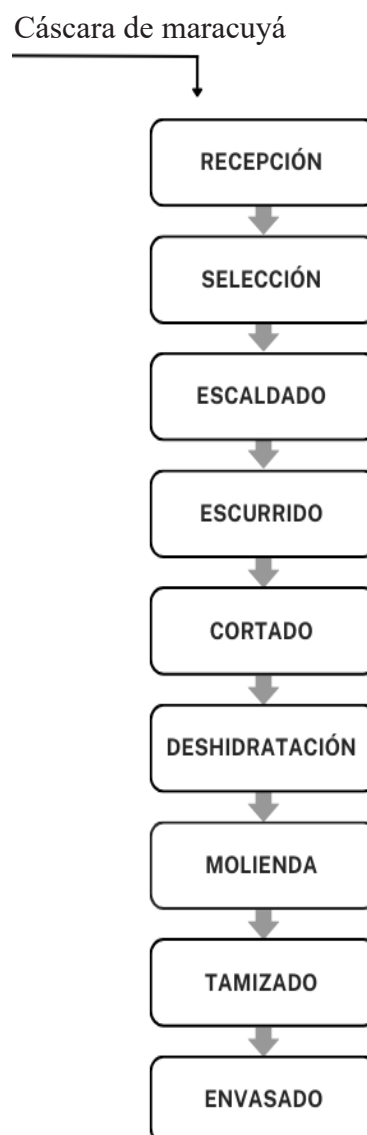 Cáscara de maracuyá
RECEPCIÓN
SELECCIÓN
ESCALDADO
ESCURRIDO
CORTADO
DESHIDRATACIÓN
MOLIENDA
TAMIZADO
ENVASADO